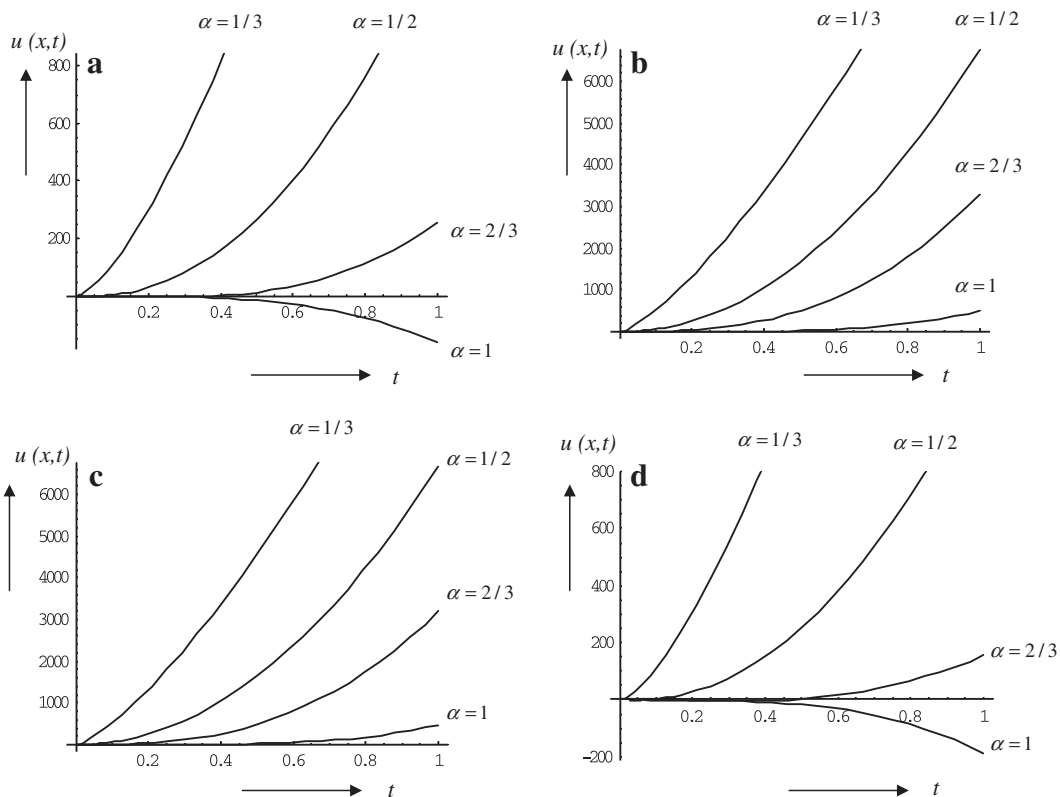 α = 1/3
α = 1/2
u (x,t)
a
800
600
400
200
α = 2/3
0.2
0.4
0.6
0.8
1
α = 1
t
α = 1/3
α = 1/2
u (x,t)
b
6000
5000
4000
3000
2000
1000
α = 2/3
α = 1
0.2
0.4
0.6
0.8
1
t
α = 1/3
u (x,t)
c
α = 1/2
6000
5000
4000
3000
2000
1000
α = 2/3
α = 1
0.2
0.4
0.6
0.8
1
t
α = 1/3
α = 1/2
u (x,t)
d
800
600
400
200
-200
α = 2/3
0.2
0.4
0.6
0.8
1
α = 1
t